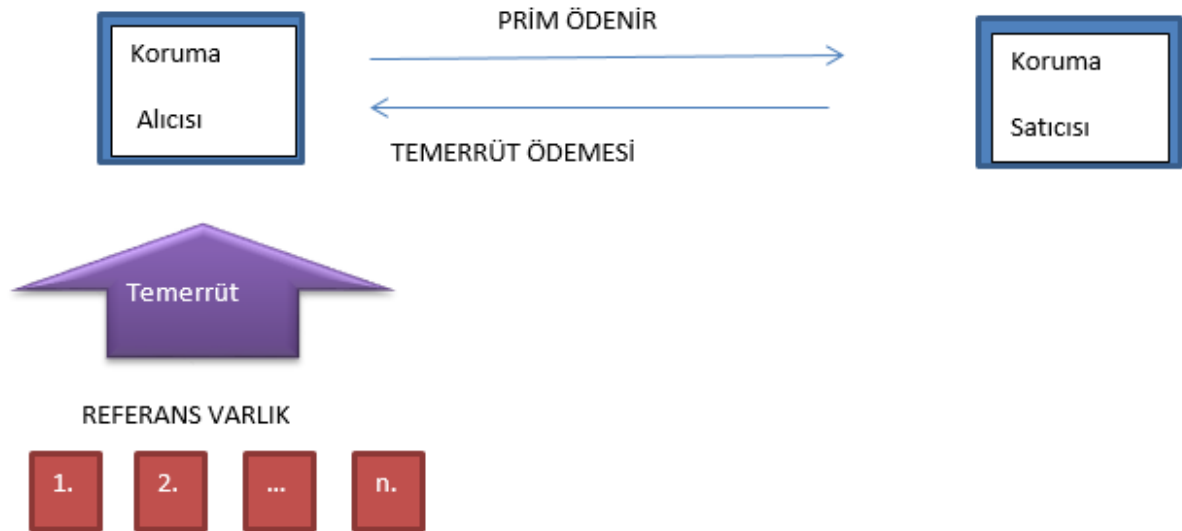 PRİM ÖDENİR
Koruma
Alıcısı
Koruma
Satıcısı
TEMERRÜT ÖDEMESİ
Temerrüt
REFERANS VARLIK
1.
2.
...
n.